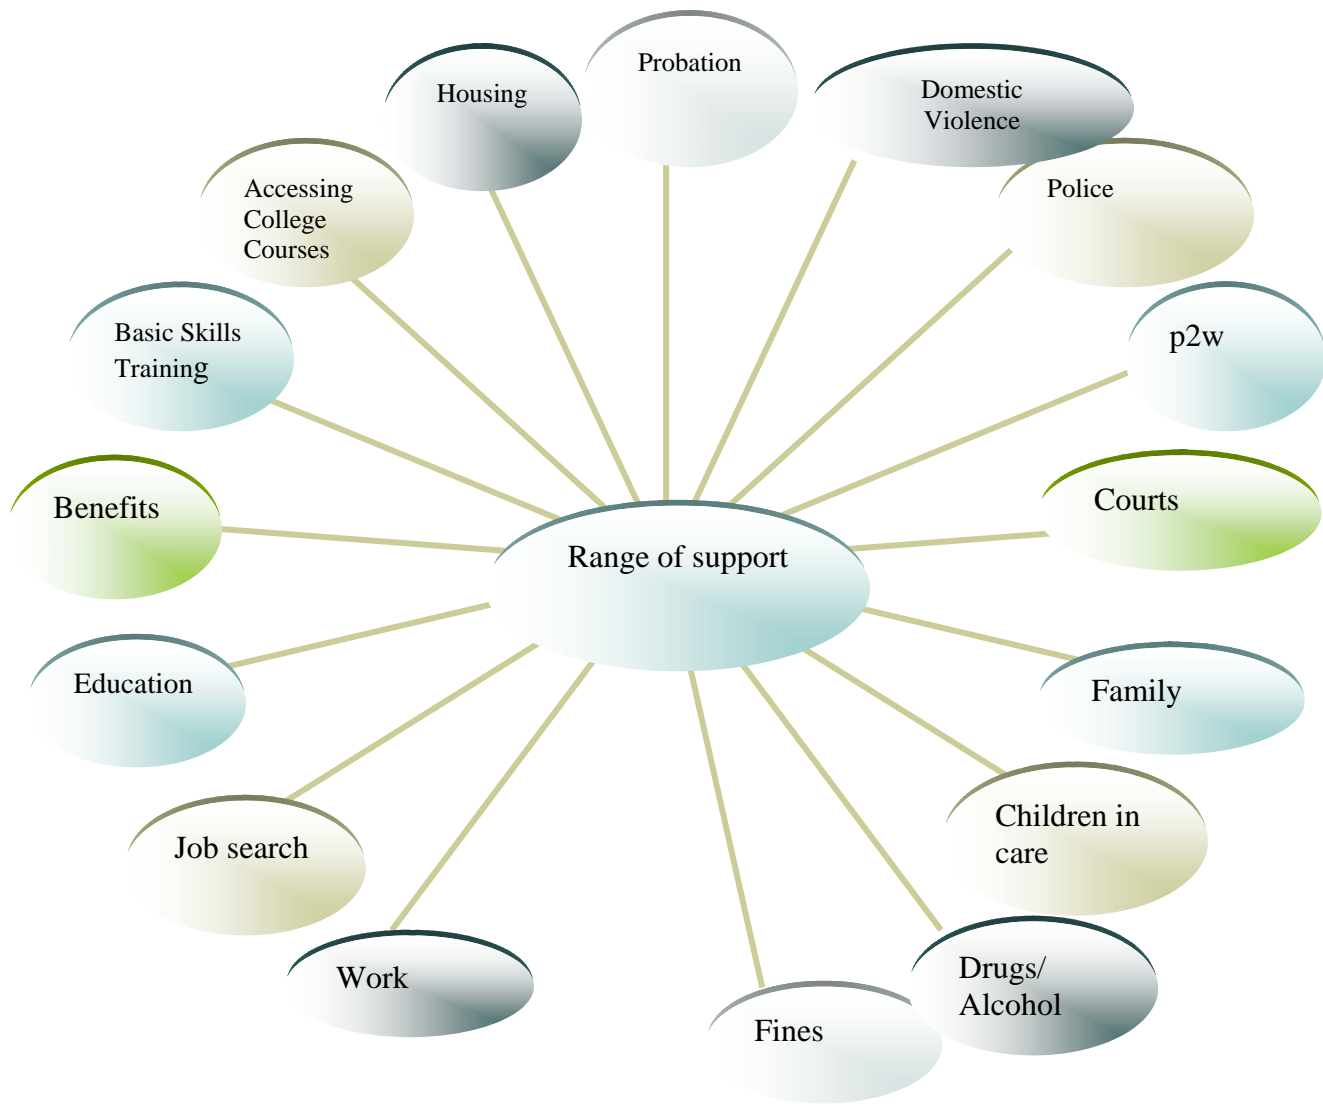 Probation
Housing
Domestic
Violence
Accessing
College
Courses
Police
Basic Skills
Training
p2w
Benefits
Courts
Range of support
Education
Family
Job search
Children in
care
Work
Drugs/
Alcohol
Fines